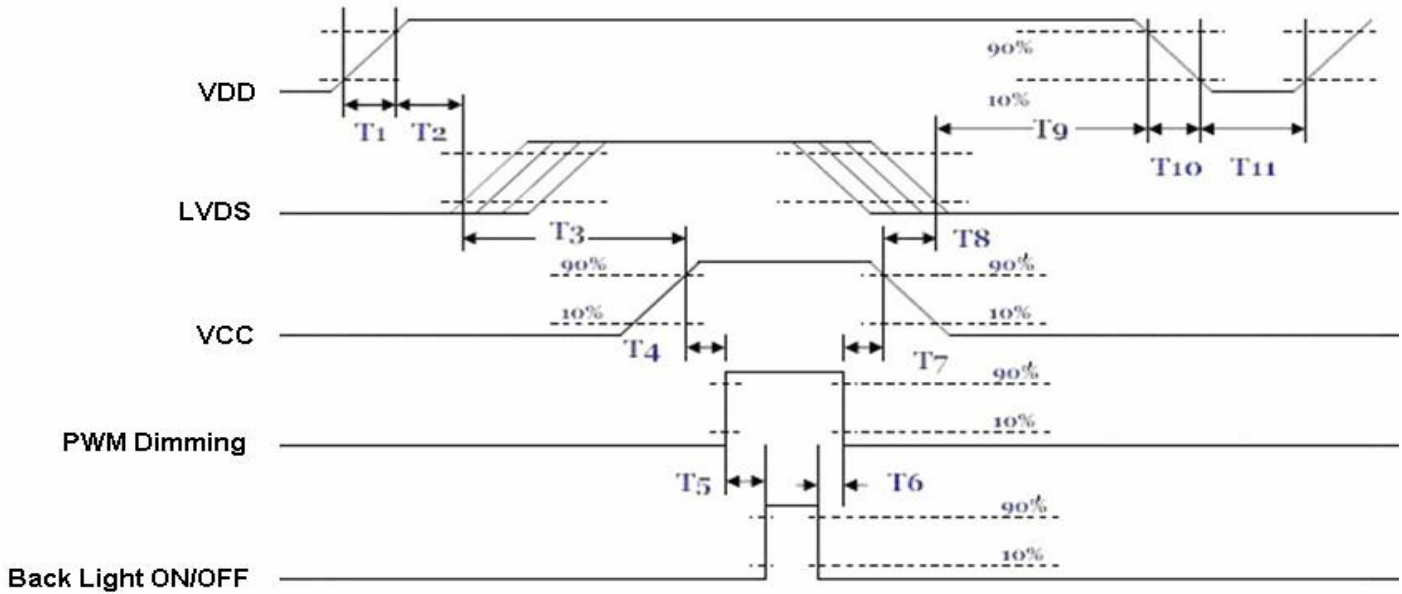 90%
VDD
10%
T1 T2 T9
T10 T11
LVDS
T3 T8
90% 90%
10% 10%
VCC
T4 T7
90%
10%
PWM Dimming
T5 T6
90%
10%
Back Light ON/OFF